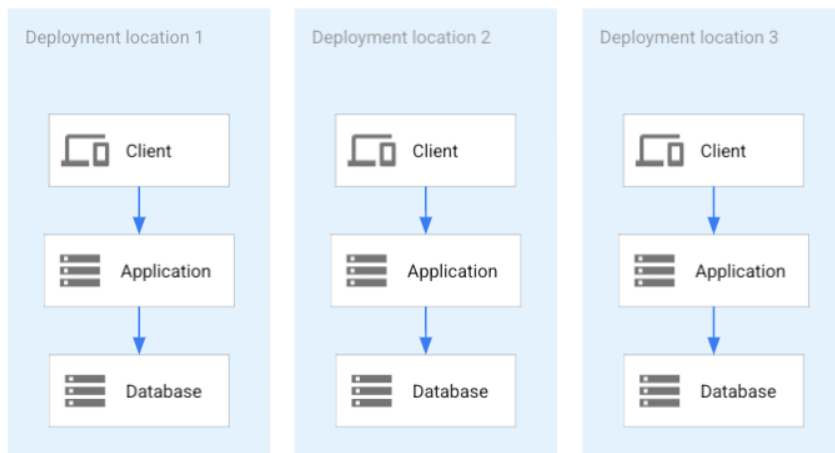 Deployment location 1
Client
Application
Database
Deployment location 2
Client
Application
Database
Deployment location 3
Client
Application
Database